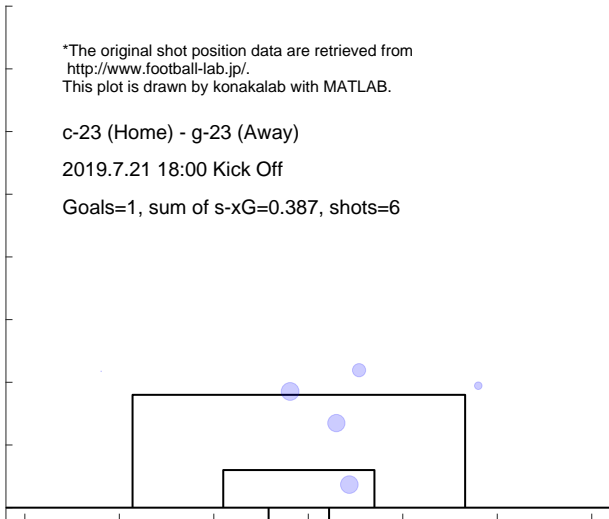 *The original shot position data are retrieved from
http://www.football-lab.jp/.
This plot is drawn by konakalab with MATLAB.
c-23 (Home) - g-23 (Away)
2019.7.21 18:00 Kick Off
Goals=1, sum of s-xG=0.387, shots=6